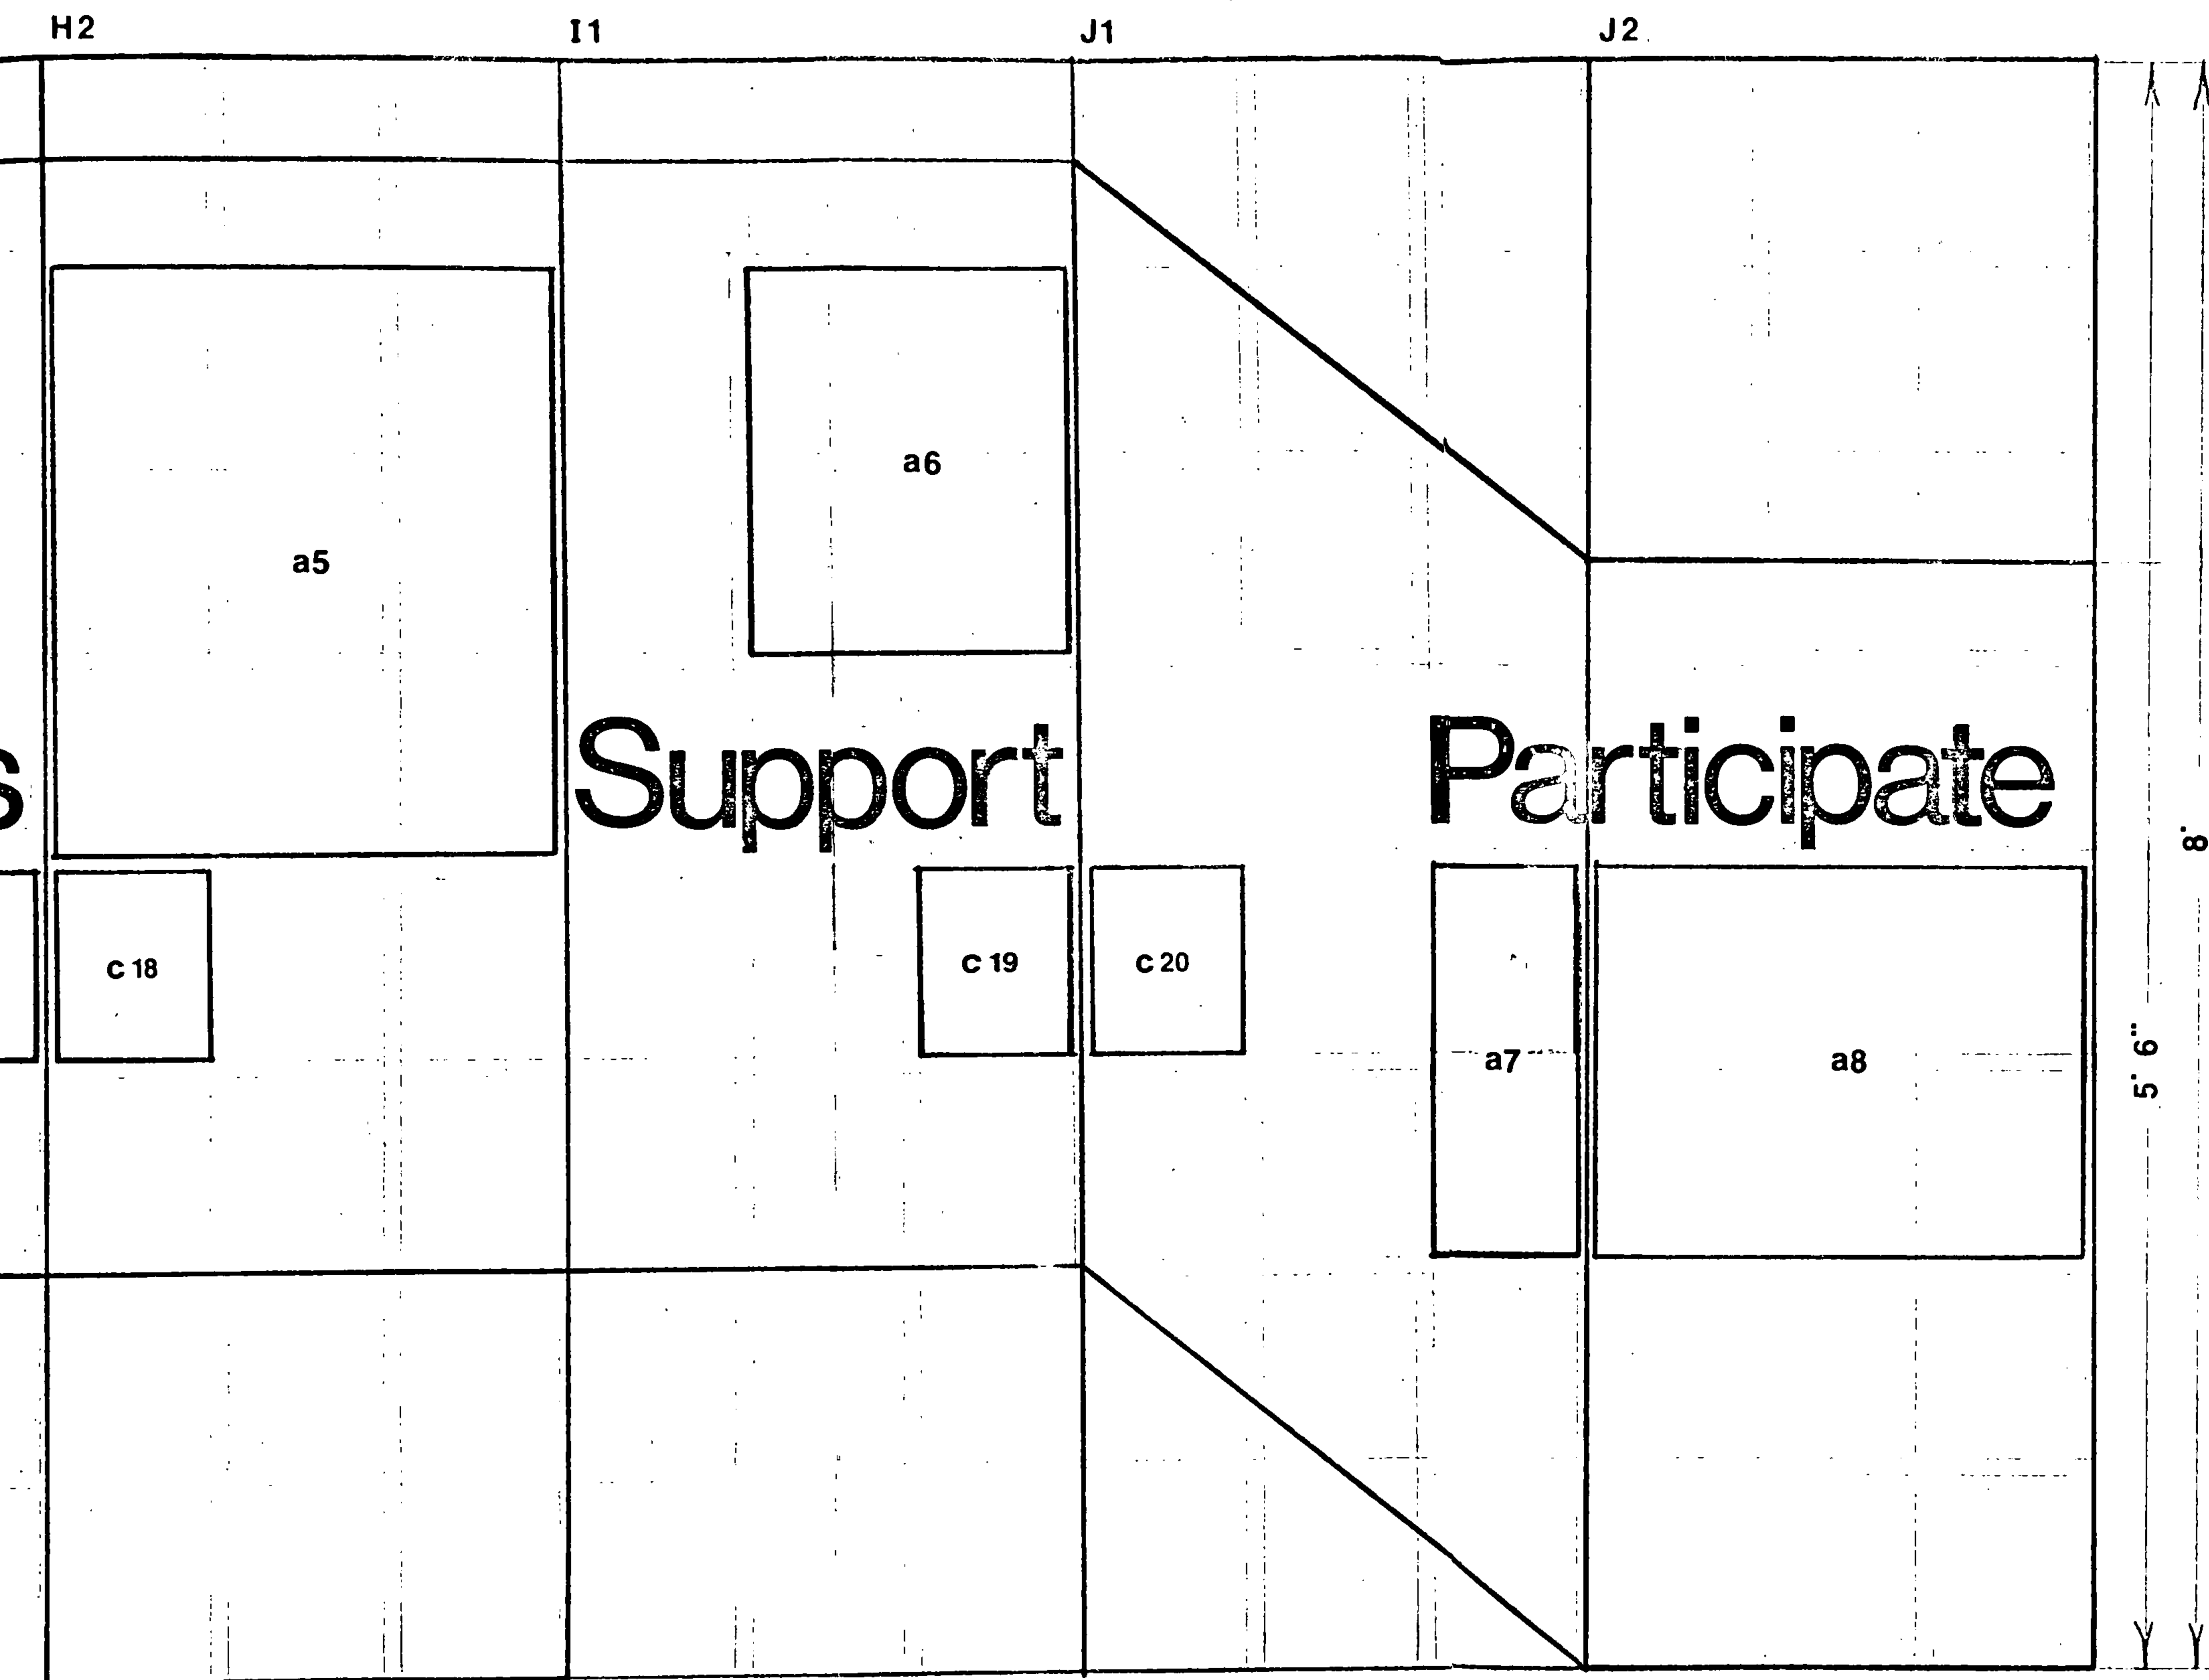 H2 I1 J1 J2
a6
a5
s Support Participate
8'
c 18 c 19 c 20
5' 6"
a7 a8